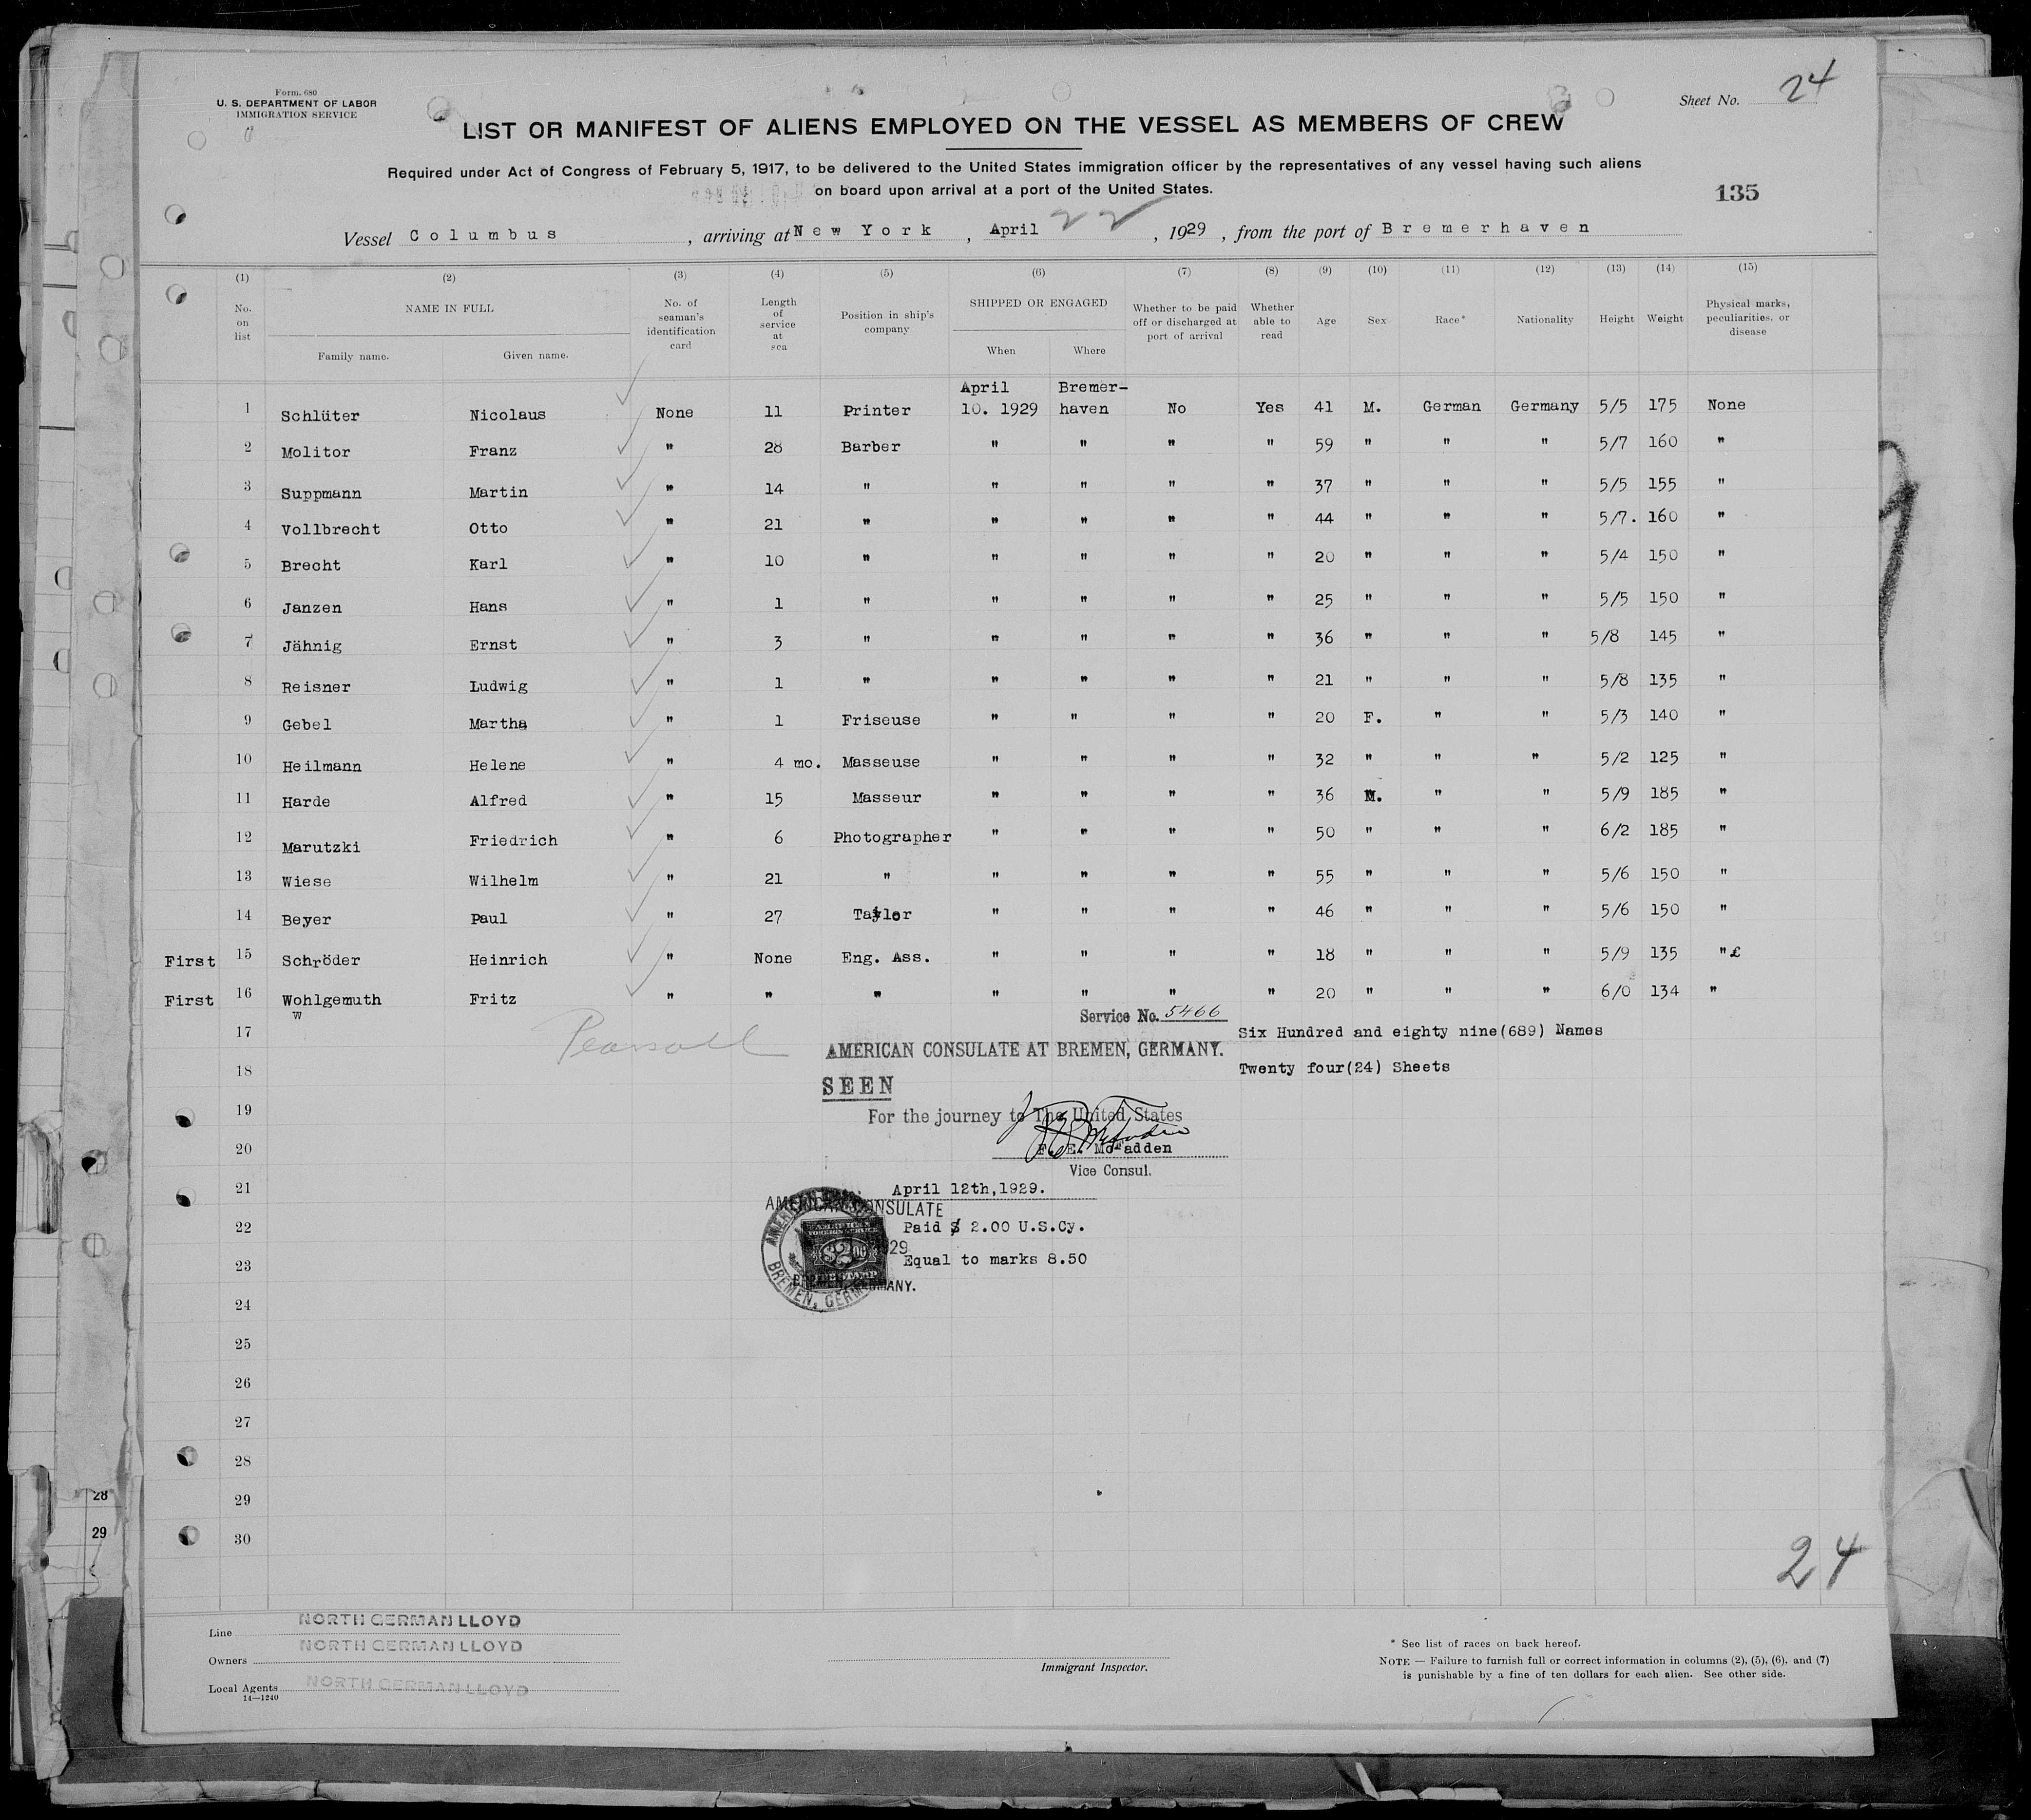 Form. 680
U. S. DEPARTMENT OF LABOR
IMMIGRATION SERVICE
Sheet No. 24
LIST OR MANIFEST OF ALIENS EMPLOYED ON THE VESSEL AS MEMBERS OF CREW
Required under Act of Congress of February 5, 1917, to be delivered to the United States immigration officer by the representatives of any vessel having such aliens
on board upon arrival at a port of the United States.
135
Vessel Columbus, arriving at New York, April 22, 1929, from the port of Bremerhaven
(1) (2) (3) (4) (5) (6) (7) (8) (9) (10) (11) (12) (13) (14) (15)
No. on list NAME IN FULL Family name. Given name. No. of seaman's identification card Length of service at sea Position in ship's company SHIPPED OR ENGAGED When Where Whether to be paid off or discharged at port of arrival Whether able to read Age Sex Race* Nationality Height Weight Physical marks, peculiarities, or disease
1 Schlüter Nicolaus None 11 Printer April 10. 1929 Bremer-haven No Yes 41 M. German Germany 5/5 175 None
2 Molitor Franz " 28 Barber " " " " 59 " " " 5/7 160 "
3 Suppmann Martin " 14 " " " " " 37 " " " 5/5 155 "
4 Vollbrecht Otto " 21 " " " " " 44 " " " 5/7. 160 "
5 Brecht Karl " 10 " " " " " 20 " " " 5/4 150 "
6 Janzen Hans " 1 " " " " " 25 " " " 5/5 150 "
7 Jähnig Ernst " 3 " " " " " 36 " " " 5/8 145 "
8 Reisner Ludwig " 1 " " " " " 21 " " " 5/8 135 "
9 Gebel Martha " 1 Friseuse " " " " 20 F. " " 5/3 140 "
10 Heilmann Helene " 4 mo. Masseuse " " " " 32 " " " 5/2 125 "
11 Harde Alfred " 15 Masseur " " " " 36 M. " " 5/9 185 "
12 Marutzki Friedrich " 6 Photographer " " " " 50 " " " 6/2 185 "
13 Wiese Wilhelm " 21 " " " " " 55 " " " 5/6 150 "
14 Beyer Paul " 27 Taylor " " " " 46 " " " 5/6 150 "
First 15 Schröder Heinrich " None Eng. Ass. " " " " 18 " " " 5/9 135 "£
First 16 Wohlgemuth Fritz " " " " " " " 20 " " " 6/0 134 "
w
Service No. 5466
17 Six Hundred and eighty nine(689) Names
AMERICAN CONSULATE AT BREMEN, GERMANY.
18 Twenty four(24) Sheets
SEEN
19 For the journey to The United States
20 F. E. McFadden
Vice Consul.
21 April 12th,1929.
AMERICAN CONSULATE
22 Paid $ 2.00 U.S.Cy.
23 Equal to marks 8.50
BREMEN, GERMANY.
24
25
26
27
28
29
30
28
29
24
Line NORTH GERMAN LLOYD
Owners NORTH GERMAN LLOYD
Local Agents NORTH GERMAN LLOYD
14—1240
Immigrant Inspector.
* See list of races on back hereof.
NOTE — Failure to furnish full or correct information in columns (2), (5), (6), and (7)
is punishable by a fine of ten dollars for each alien. See other side.